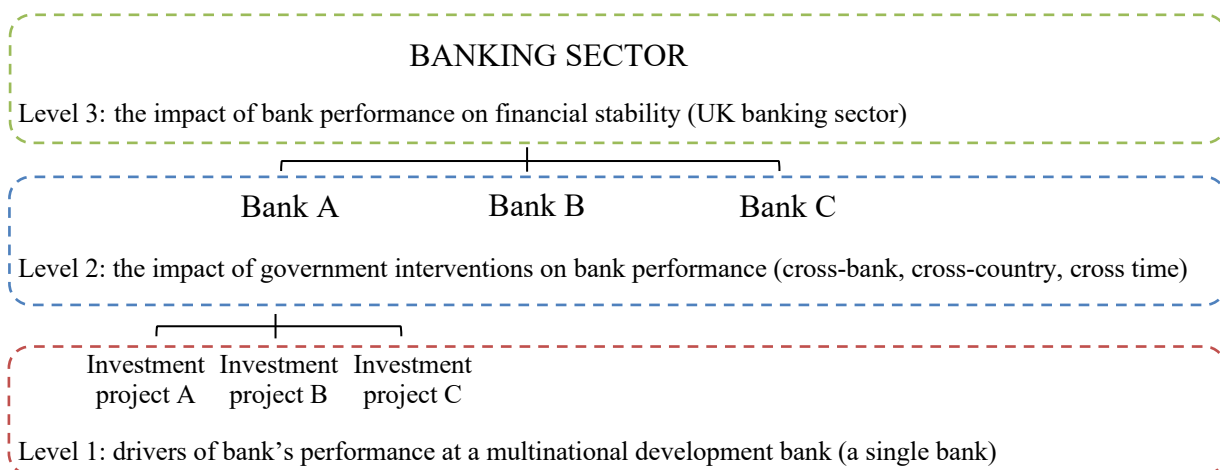 BANKING SECTOR
Level 3: the impact of bank performance on financial stability (UK banking sector)
Bank A Bank B Bank C
Level 2: the impact of government interventions on bank performance (cross-bank, cross-country, cross time)
Investment Investment Investment
project A project B project C
Level 1: drivers of bank's performance at a multinational development bank (a single bank)